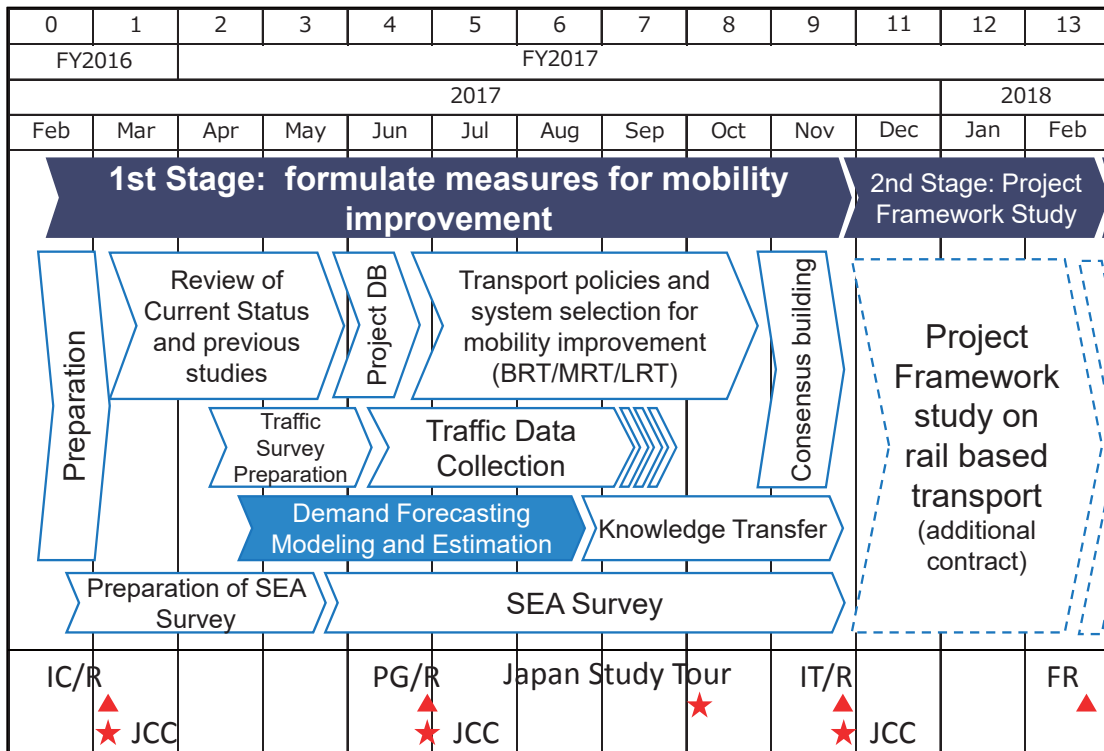 0 1 2 3 4 5 6 7 8 9 11 12 13
FY2016 FY2017
2017 2018
Feb Mar Apr May Jun Jul Aug Sep Oct Nov Dec Jan Feb
1st Stage: formulate measures for mobility
improvement
2nd Stage: Project
Framework Study
Preparation
Review of
Current Status
and previous
studies
Project DB
Transport policies and
system selection for
mobility improvement
(BRT/MRT/LRT)
Consensus building
Project
Framework
study on
rail based
transport
(additional
contract)
Traffic
Survey
Preparation
Traffic Data
Collection
Demand Forecasting
Modeling and Estimation
Knowledge Transfer
Preparation of SEA
Survey
SEA Survey
IC/R PG/R Japan Study Tour IT/R FR
JCC JCC JCC